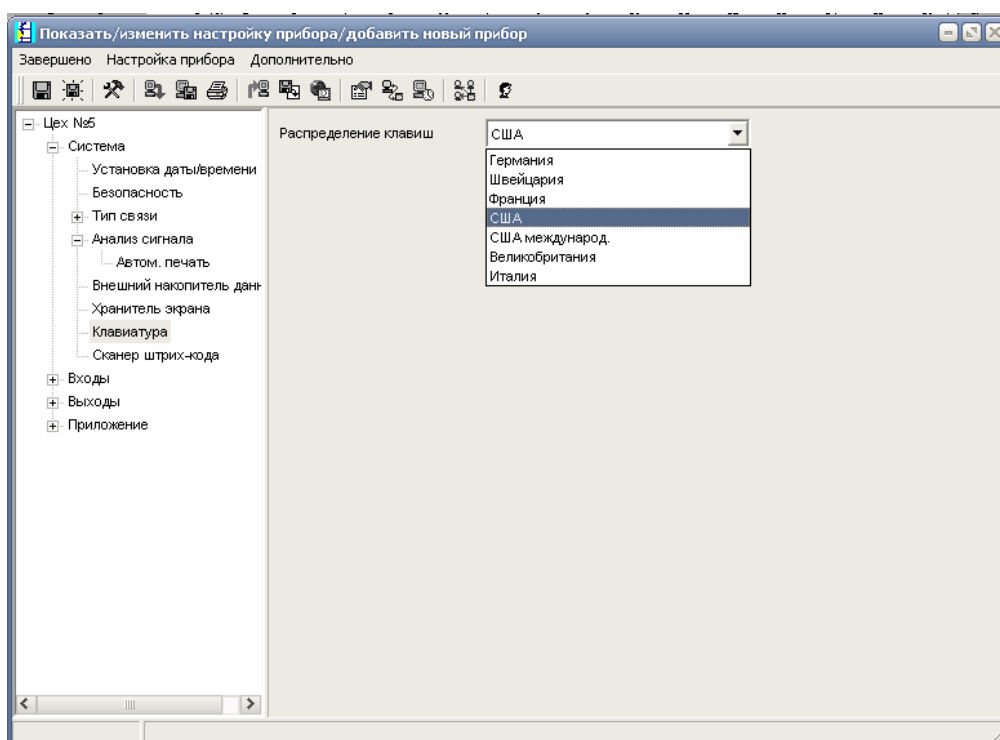 Показать/изменить настройку прибора/добавить новый прибор
Завершено Настройка прибора Дополнительно
Цех №5
Система
Установка даты/времени
Безопасность
Тип связи
Анализ сигнала
Автом. печать
Внешний накопитель данн
Хранитель экрана
Клавиатура
Сканер штрих-кода
Входы
Выходы
Приложение
Распределение клавиш
США
Германия
Швейцария
Франция
США
США международ.
Великобритания
Италия